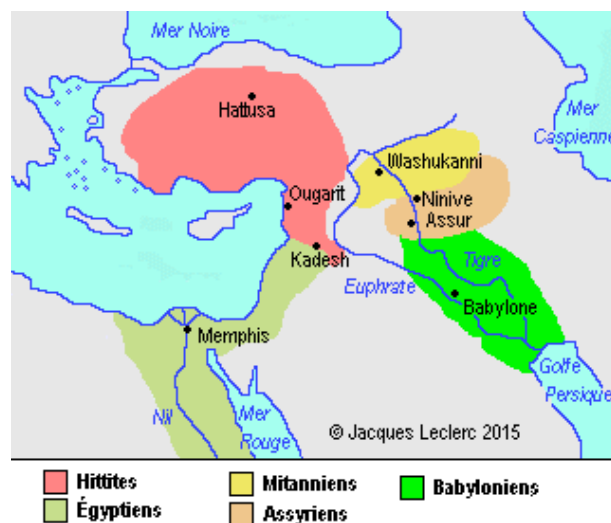 Mer Noire
Hattusa
Mer
Caspienne
Washukanni
Ougarit
Ninive
Assur
Kadesh
Tigre
Euphrate
Babylone
Memphis
Golfe
Persique
Nil
Mer
Rouge
© Jacques Leclerc 2015
Hittites
Mitanniens
Babyloniens
Égyptiens
Assyriens